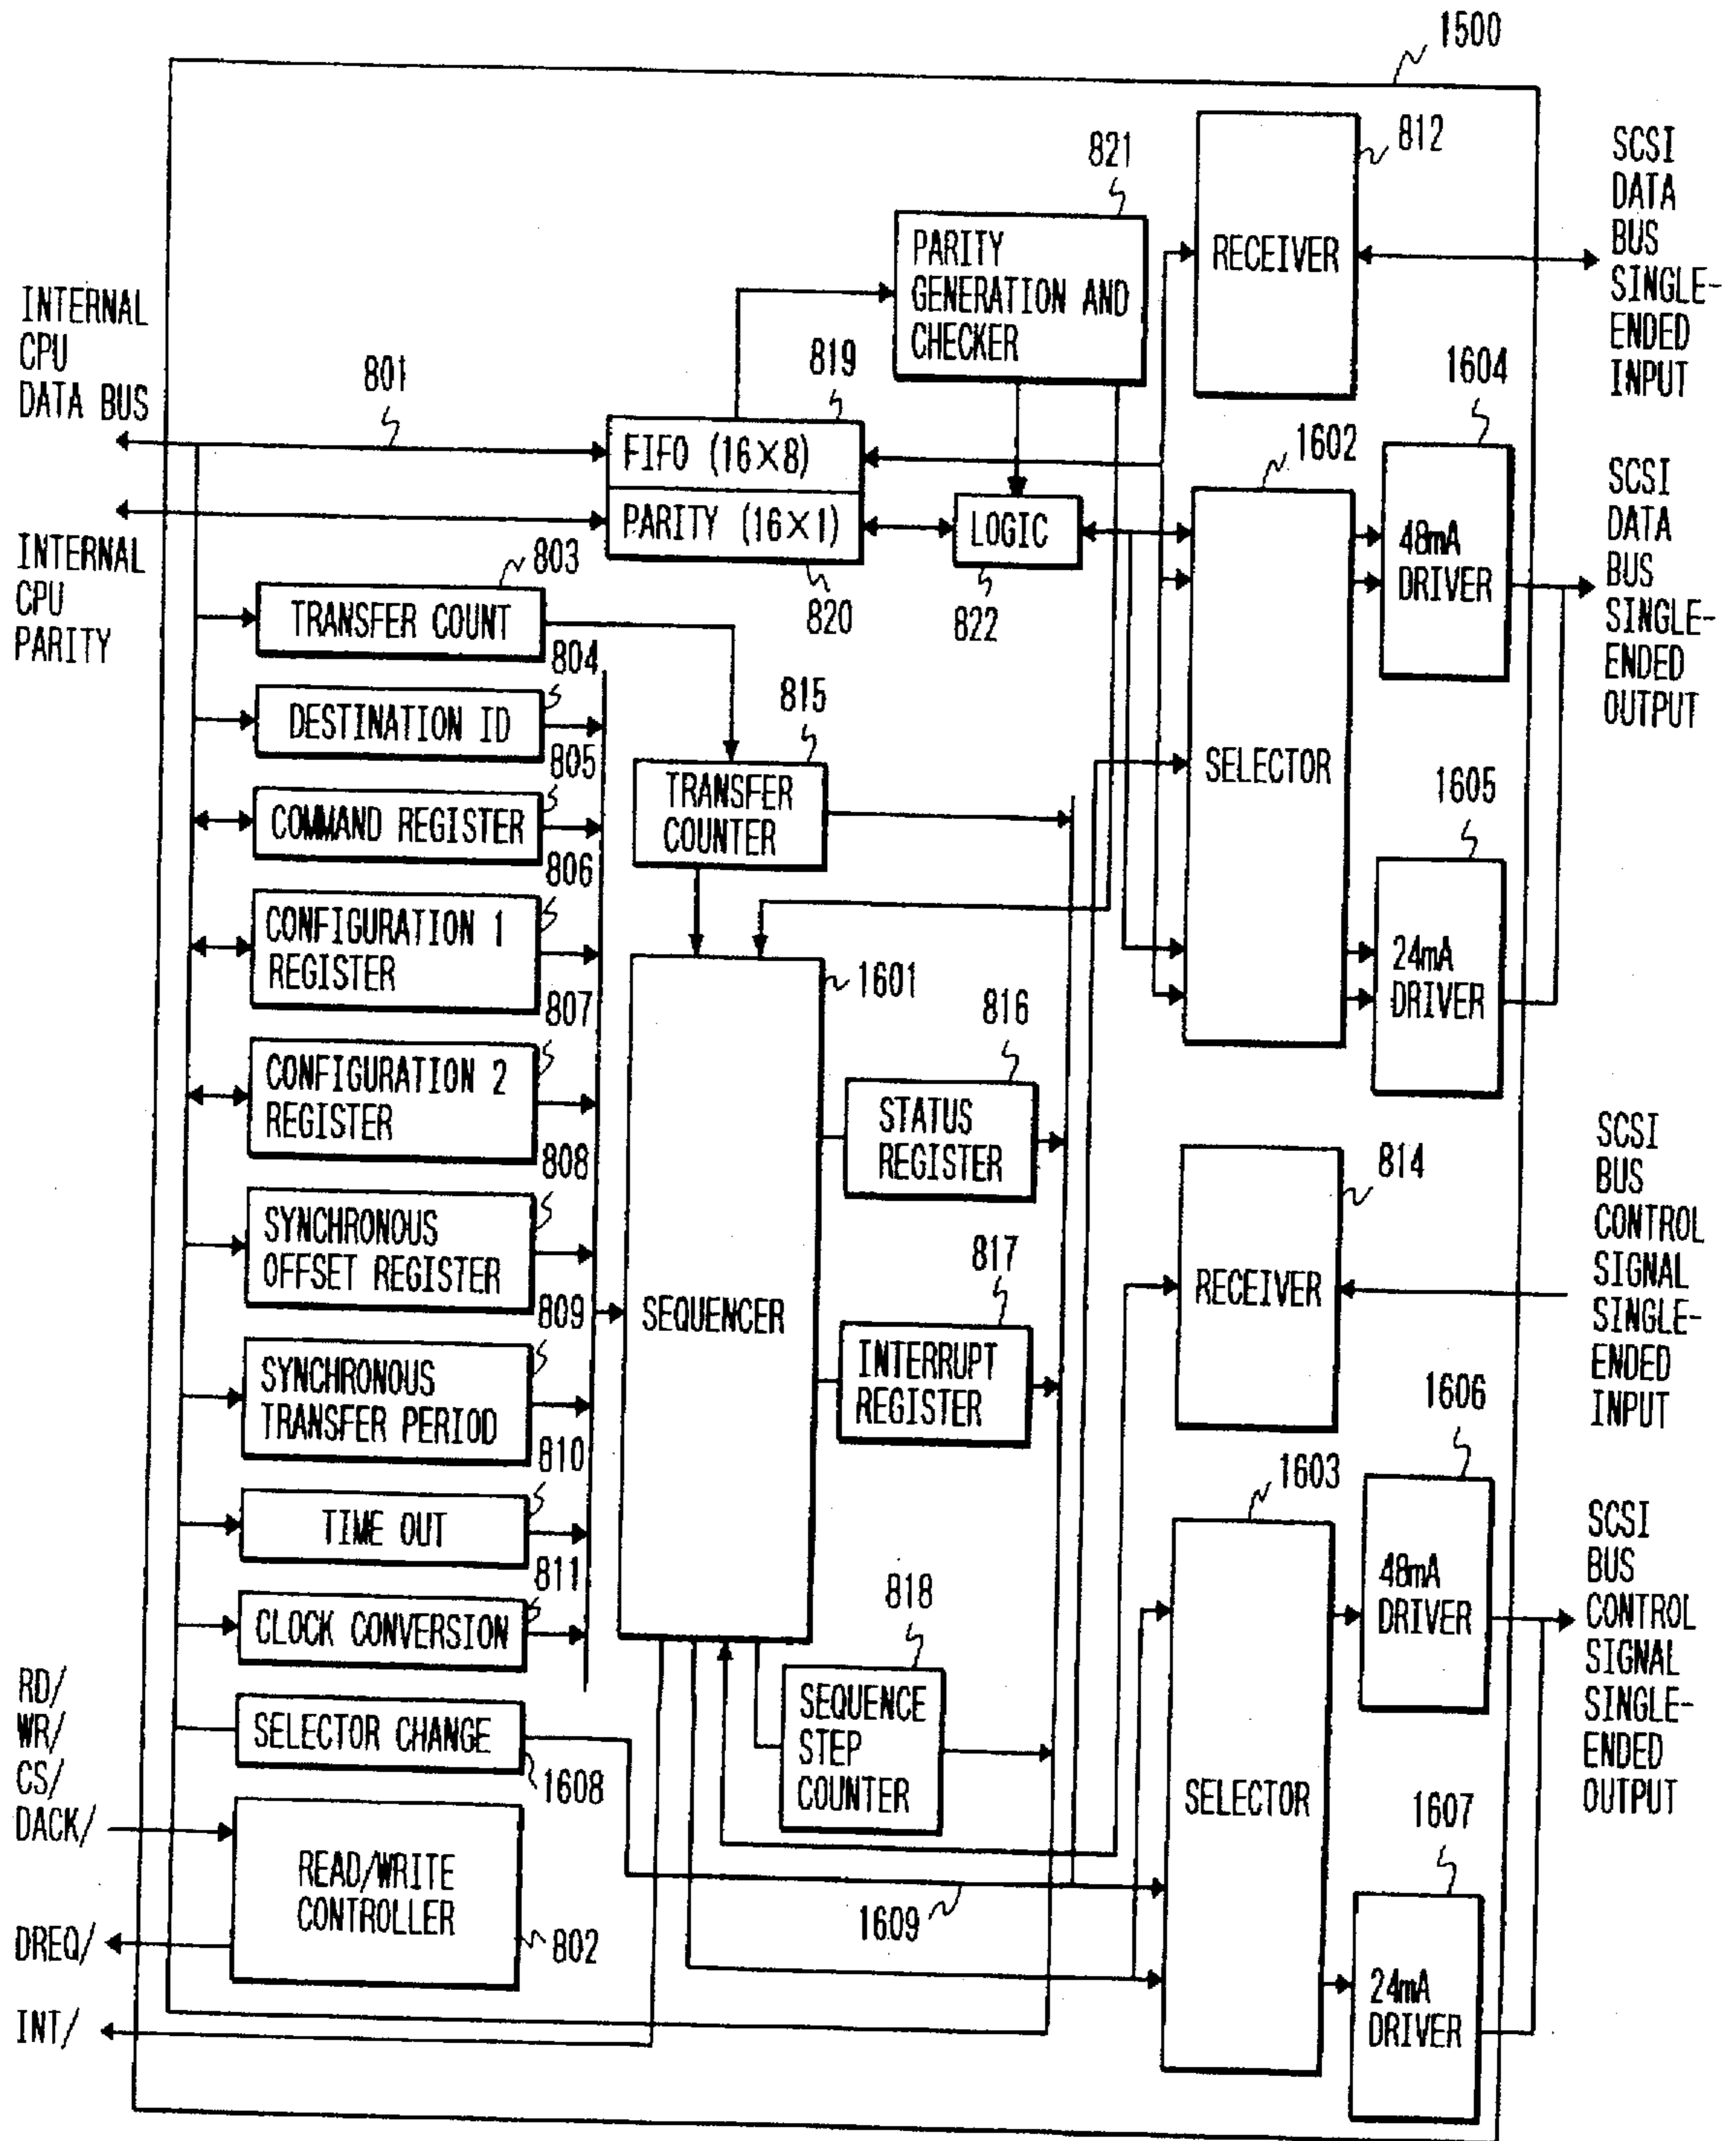 1500
812
SCSI
DATA
BUS
SINGLE-
ENDED
INPUT
821
RECEIVER
PARITY
GENERATION AND
CHECKER
INTERNAL
CPU
DATA BUS
801
819
1604
1602
FIFO (16×8)
PARITY (16×1)
LOGIC
48mA
DRIVER
SCSI
DATA
BUS
SINGLE-
ENDED
OUTPUT
INTERNAL
CPU
PARITY
803
820
822
TRANSFER COUNT
804
DESTINATION ID
815
SELECTOR
805
TRANSFER
COUNTER
1605
COMMAND REGISTER
806
CONFIGURATION 1
REGISTER
1601
24mA
DRIVER
807
816
CONFIGURATION 2
REGISTER
STATUS
REGISTER
808
814
SCSI
BUS
CONTROL
SIGNAL
SINGLE-
ENDED
INPUT
SYNCHRONOUS
OFFSET REGISTER
817
RECEIVER
809
SEQUENCER
SYNCHRONOUS
TRANSFER PERIOD
INTERRUPT
REGISTER
1606
810
1603
TIME OUT
SCSI
BUS
CONTROL
SIGNAL
SINGLE-
ENDED
OUTPUT
811
818
48mA
DRIVER
CLOCK CONVERSION
RD/
WR/
CS/
DACK/
SELECTOR CHANGE
SEQUENCE
STEP
COUNTER
1608
SELECTOR
1607
READ/WRITE
CONTROLLER
1609
DREQ/
802
24mA
DRIVER
INT/